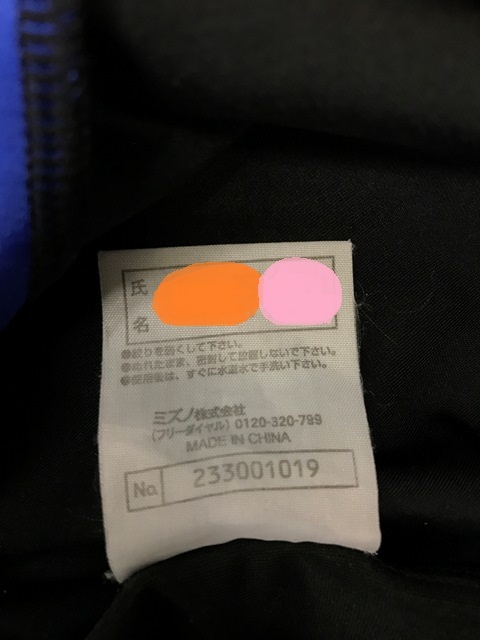 氏名
●絞りを弱くして下さい。
●ぬれたまま、密封して放置しないで下さい。
●使用後は、すぐに水道水で手洗い下さい。
ミズノ株式会社
(フリーダイヤル) 0120-320-799
MADE IN CHINA
No. 233001019